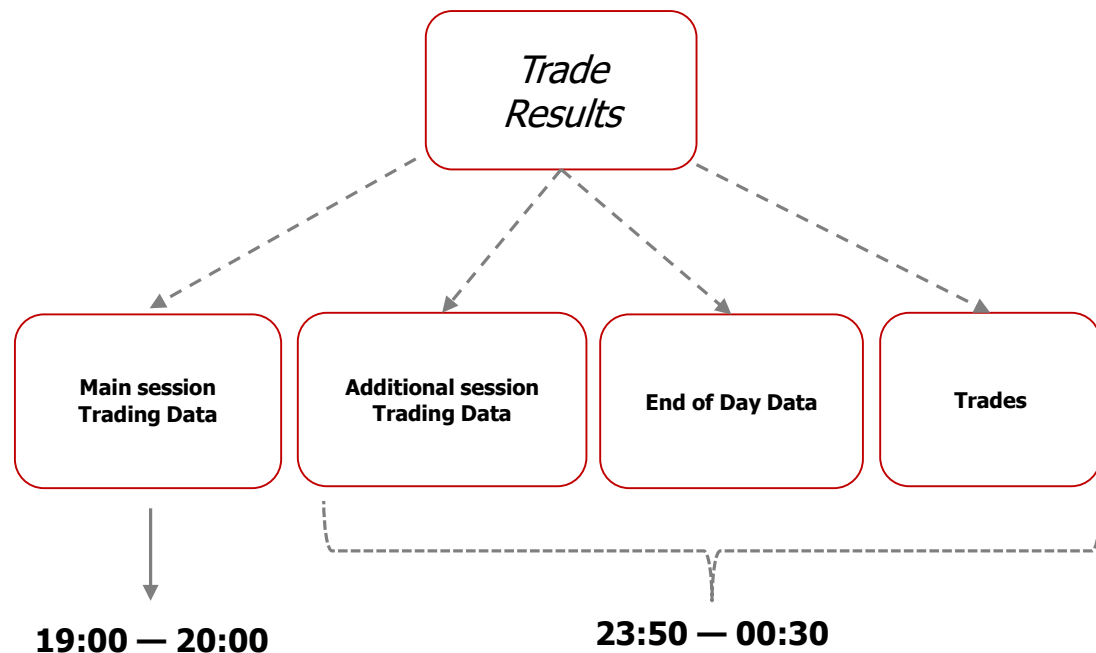 Trade
Results
Main session
Trading Data
Additional session
Trading Data
End of Day Data
Trades
19:00 — 20:00
23:50 — 00:30